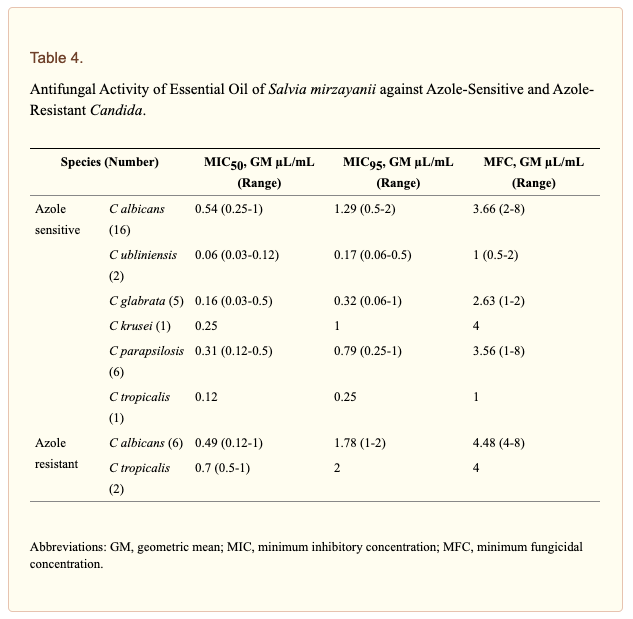 Table 4.
Antifungal Activity of Essential Oil of Salvia mirzayanii against Azole-Sensitive and Azole-
Resistant Candida.
Species (Number) MIC50, GM µL/mL MIC95, GM µL/mL MFC, GM µL/mL
(Range) (Range) (Range)
Azole C albicans 0.54 (0.25-1) 1.29 (0.5-2) 3.66 (2-8)
sensitive (16)
C ubliniensis 0.06 (0.03-0.12) 0.17 (0.06-0.5) 1 (0.5-2)
(2)
C glabrata (5) 0.16 (0.03-0.5) 0.32 (0.06-1) 2.63 (1-2)
C krusei (1) 0.25 1 4
C parapsilosis 0.31 (0.12-0.5) 0.79 (0.25-1) 3.56 (1-8)
(6)
C tropicalis 0.12 0.25 1
(1)
Azole C albicans (6) 0.49 (0.12-1) 1.78 (1-2) 4.48 (4-8)
resistant C tropicalis 0.7 (0.5-1) 2 4
(2)
Abbreviations: GM, geometric mean; MIC, minimum inhibitory concentration; MFC, minimum fungicidal
concentration.